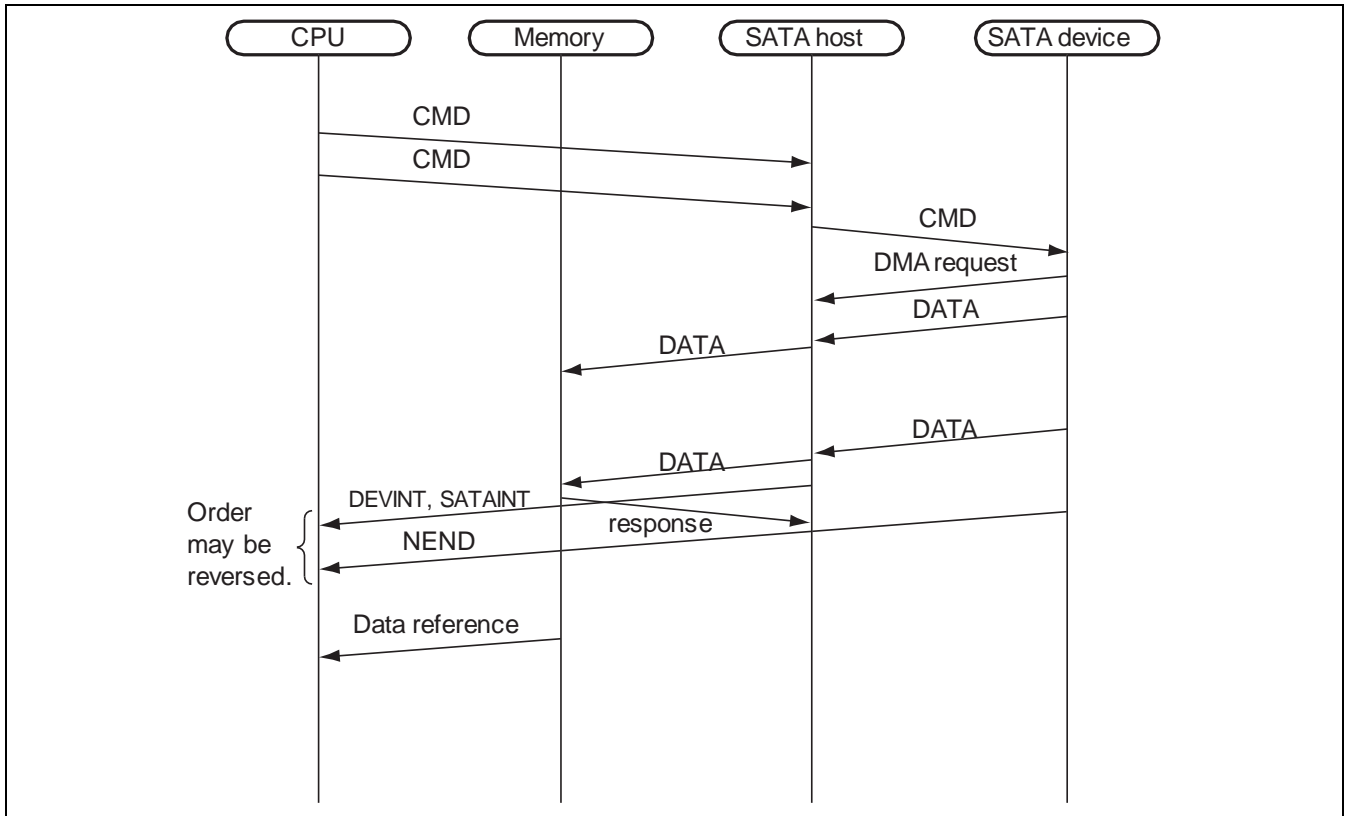 CPU
Memory
SATA host
SATA device
CMD
CMD
CMD
DMA request
DATA
DATA
DATA
DATA
DEVINT, SATAINT
response
NEND
Order
may be
reversed.
Data reference